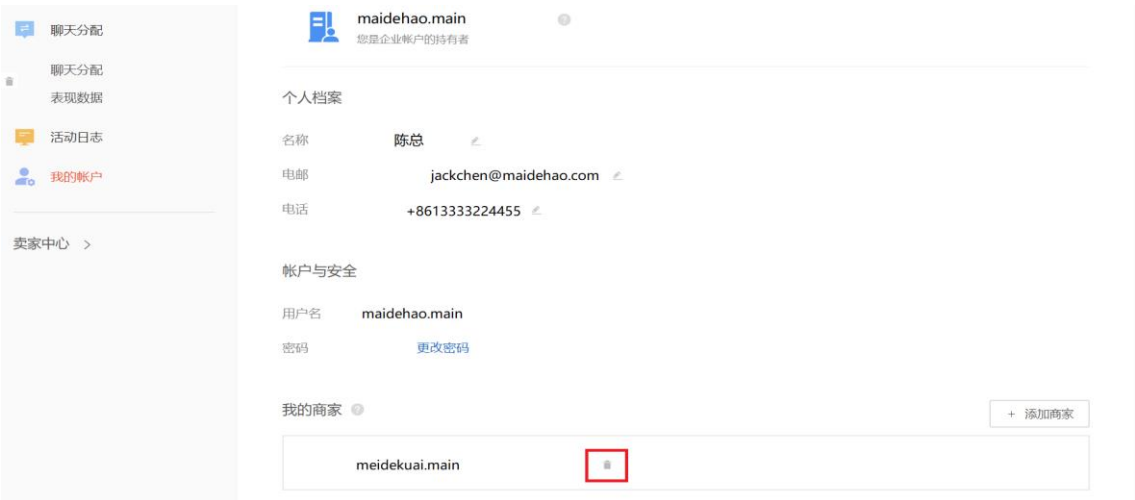 聊天分配
聊天分配
表现数据
活动日志
我的帐户
卖家中心 >
maidehao.main ?
您是企业帐户的持有者
个人档案
名称 陈总
电邮 jackchen@maidehao.com
电话 +8613333224455
帐户与安全
用户名 maidehao.main
密码 更改密码
我的商家 ?
+ 添加商家
meidekuai.main